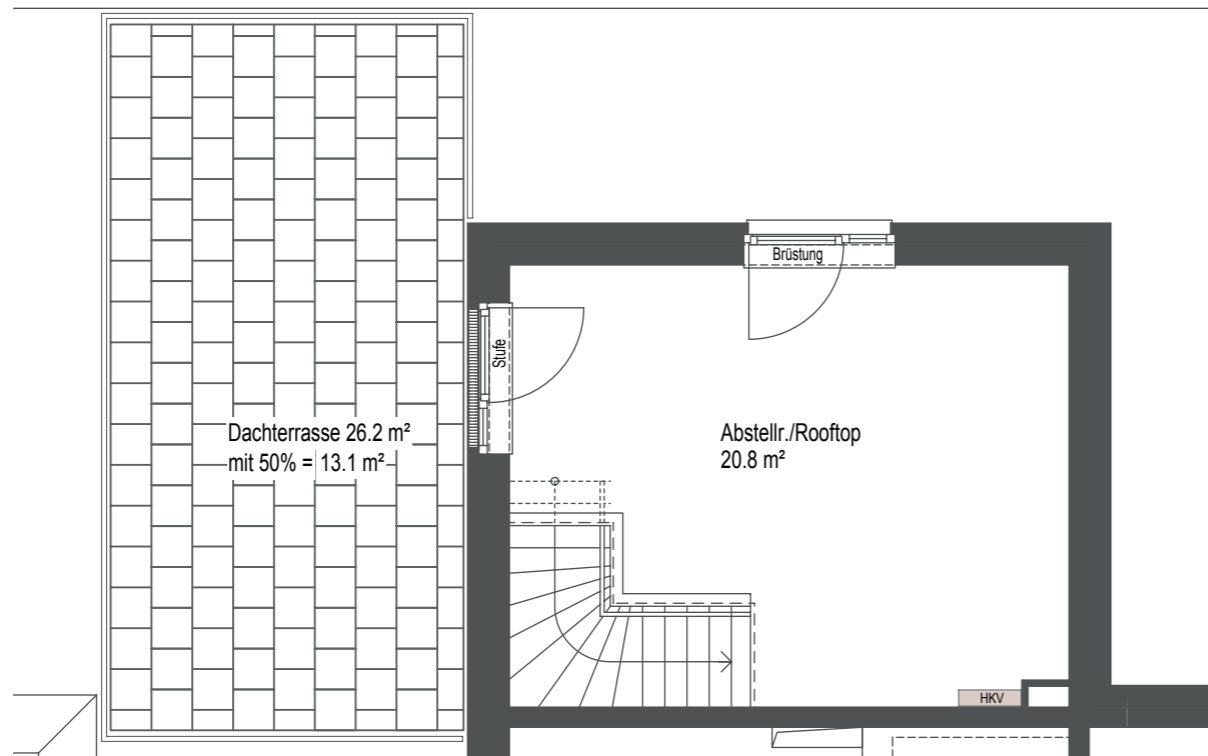 Brüstung
Stufe
Dachterrasse 26.2 m²
mit 50% = 13.1 m²
Abstellr./Rooftop
20.8 m²
HKV